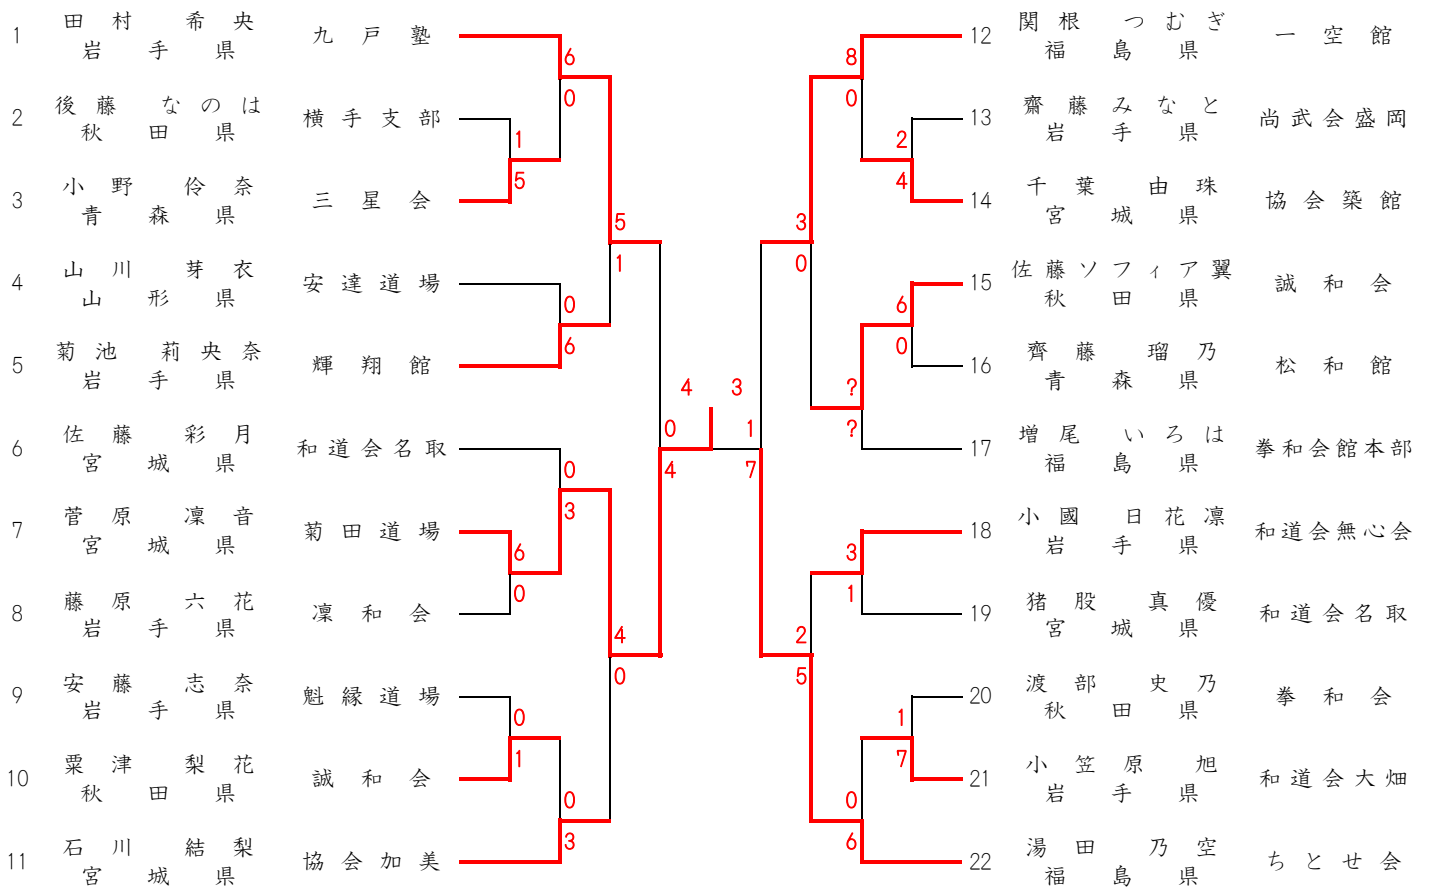 1 田村 希央 九戸塾
岩手県
2 後藤 なのは 横手支部
秋田県
3 小野 伶奈 三星会
青森県
4 山川 芽衣 安達道場
山形県
5 菊池 莉央奈 輝翔館
岩手県
6 佐藤 彩月 和道会名取
宮城県
7 菅原 凜音 菊田道場
宮城県
8 藤原 六花 凜和会
岩手県
9 安藤 志奈 魁縁道場
岩手県
10 粟津 梨花 誠和会
秋田県
11 石川 結梨 協会加美
宮城県
6
0
1
5
5
1
0
6
0
4
0
3
6
0
4
0
0
1
0
3
4 3
8
0
2
4
3
0
6
0
?
?
1
7
3
1
2
5
1
7
0
6
12 関根 つむぎ 一空館
福島県
13 齋藤みなと 尚武会盛岡
岩手県
14 千葉 由珠 協会築館
宮城県
15 佐藤ソフィア翼 誠和会
秋田県
16 齊藤 瑠乃 松和館
青森県
17 増尾 いろは 拳和会館本部
福島県
18 小國 日花凛 和道会無心会
岩手県
19 猪股 真優 和道会名取
宮城県
20 渡部 史乃 拳和会
秋田県
21 小笠原 旭 和道会大畑
岩手県
22 湯田 乃空 ちとせ会
福島県